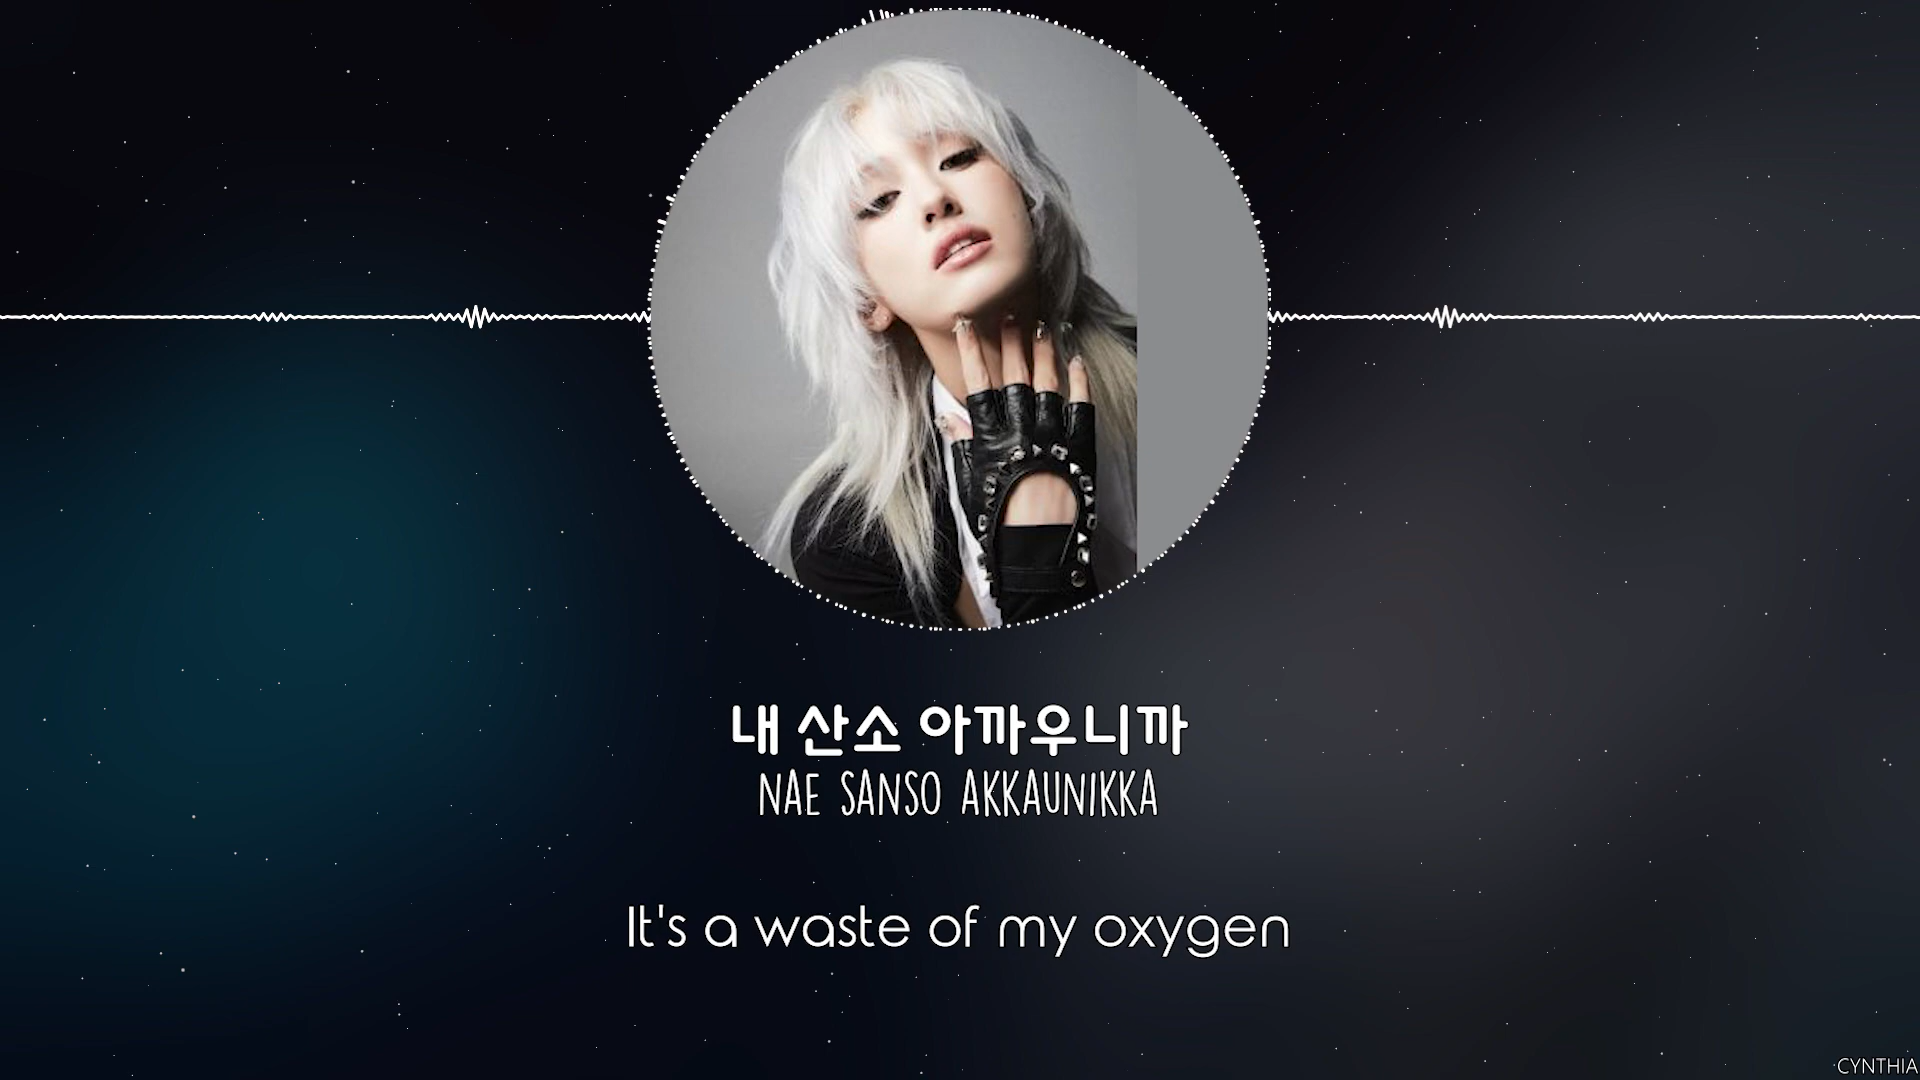 내 산소 아까우니까
NAE SANSO AKKAUNIKKA
It's a waste of my oxygen
CYNTHIA